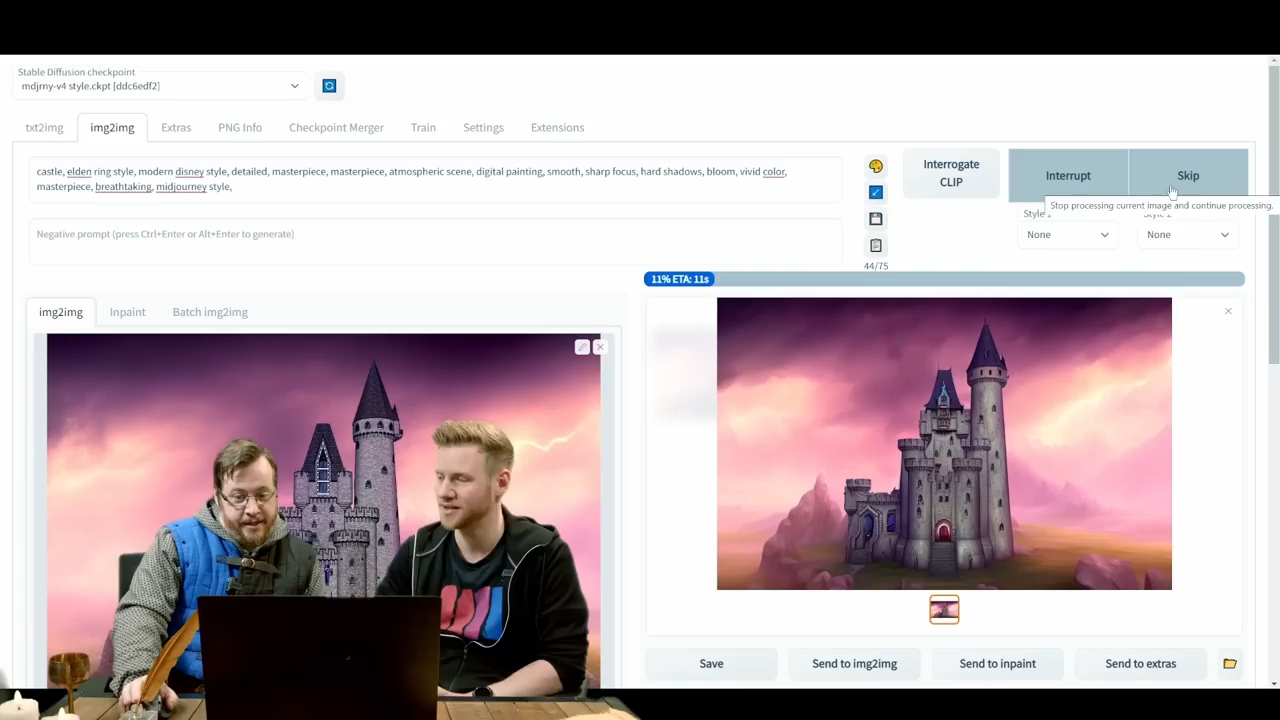 Stable Diffusion checkpoint
mdjrny-v4 style.ckpt [ddc6edf2]
txt2img
img2img
Extras
PNG Info
Checkpoint Merger
Train
Settings
Extensions
castle, elden ring style, modern disney style, detailed, masterpiece, masterpiece, atmospheric scene, digital painting, smooth, sharp focus, hard shadows, bloom, vivid color,
masterpiece, breathtaking, midjourney style,
Interrogate
CLIP
Interrupt
Skip
Stop processing current image and continue processing.
None
None
Negative prompt (press Ctrl+Enter or Alt+Enter to generate)
44/75
11% ETA: 11s
img2img
Inpaint
Batch img2img
Save
Send to img2img
Send to inpaint
Send to extras